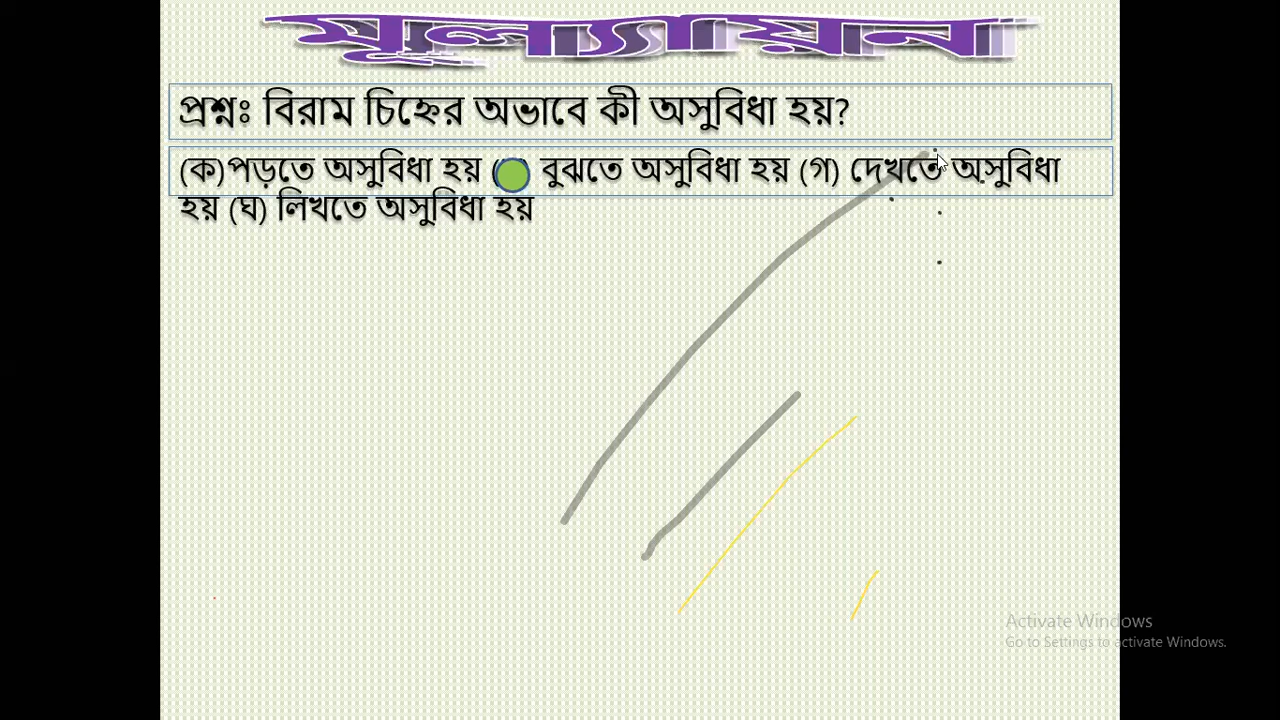 মূল্যায়ন
প্রশ্নঃ বিরাম চিহ্নের অভাবে কী অসুবিধা হয়?
(ক)পড়তে অসুবিধা হয় ( ) বুঝতে অসুবিধা হয় (গ) দেখতে অসুবিধা
হয় (ঘ) লিখতে অসুবিধা হয়
Activate Windows
Go to Settings to activate Windows.